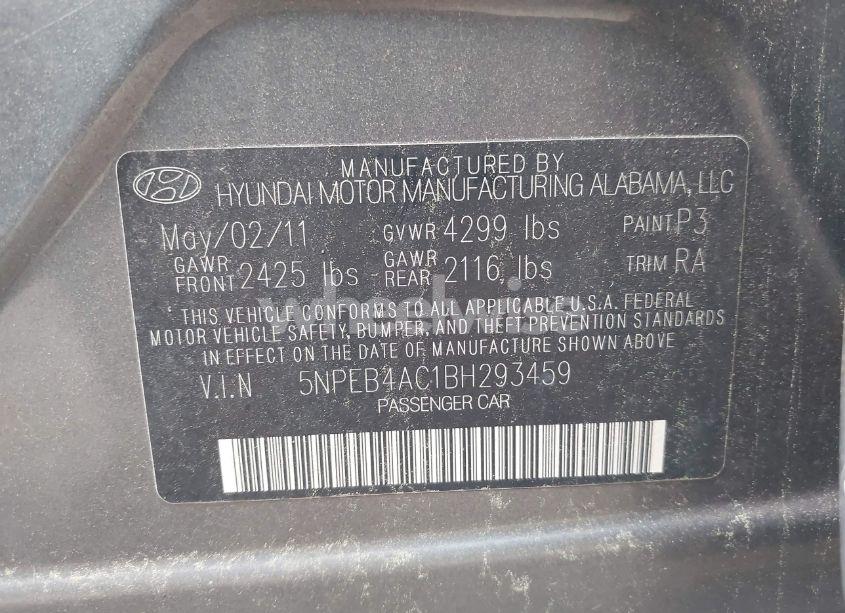 MANUFACTURED BY
HYUNDAI MOTOR MANUFACTURING ALABAMA, LLC
May/02/11 GVWR 4299 lbs PAINT P3
GAWR FRONT 2425 lbs GAWR REAR 2116 lbs TRIM RA
* THIS VEHICLE CONFORMS TO ALL APPLICABLE U.S.A. FEDERAL
MOTOR VEHICLE SAFETY, BUMPER, AND THEFT PREVENTION STANDARDS
IN EFFECT ON THE DATE OF MANUFACTURE SHOWN ABOVE
V.I.N 5NPEB4AC1BH293459
PASSENGER CAR